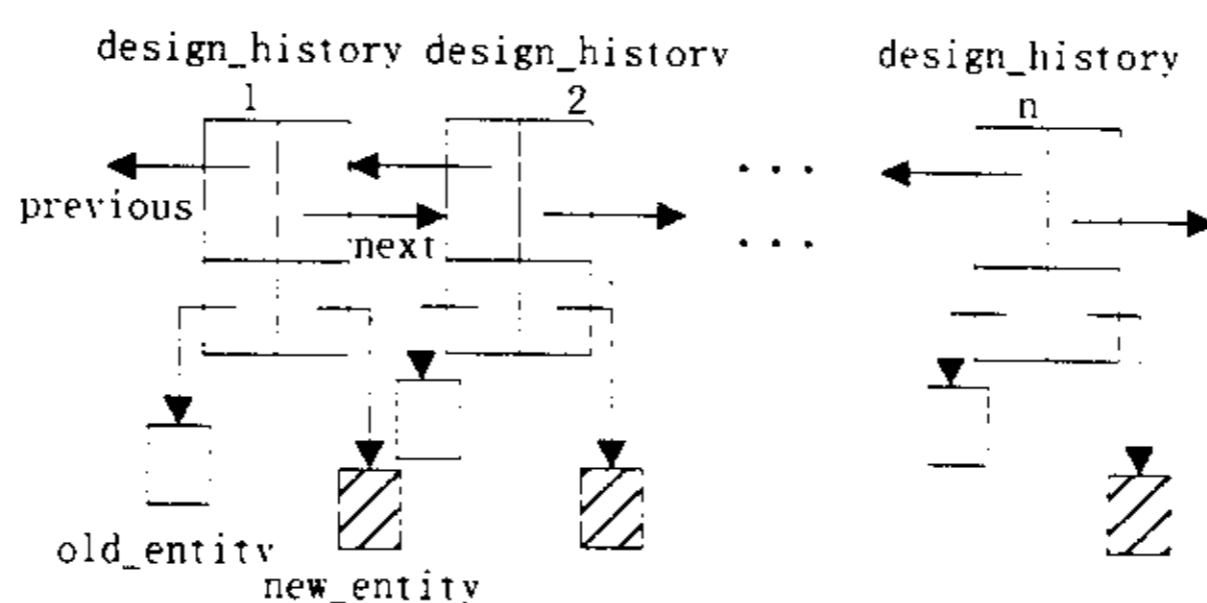 design_history design_history design_history
1 2 n
. . .
previous
next
. . .
old_entity
new_entity